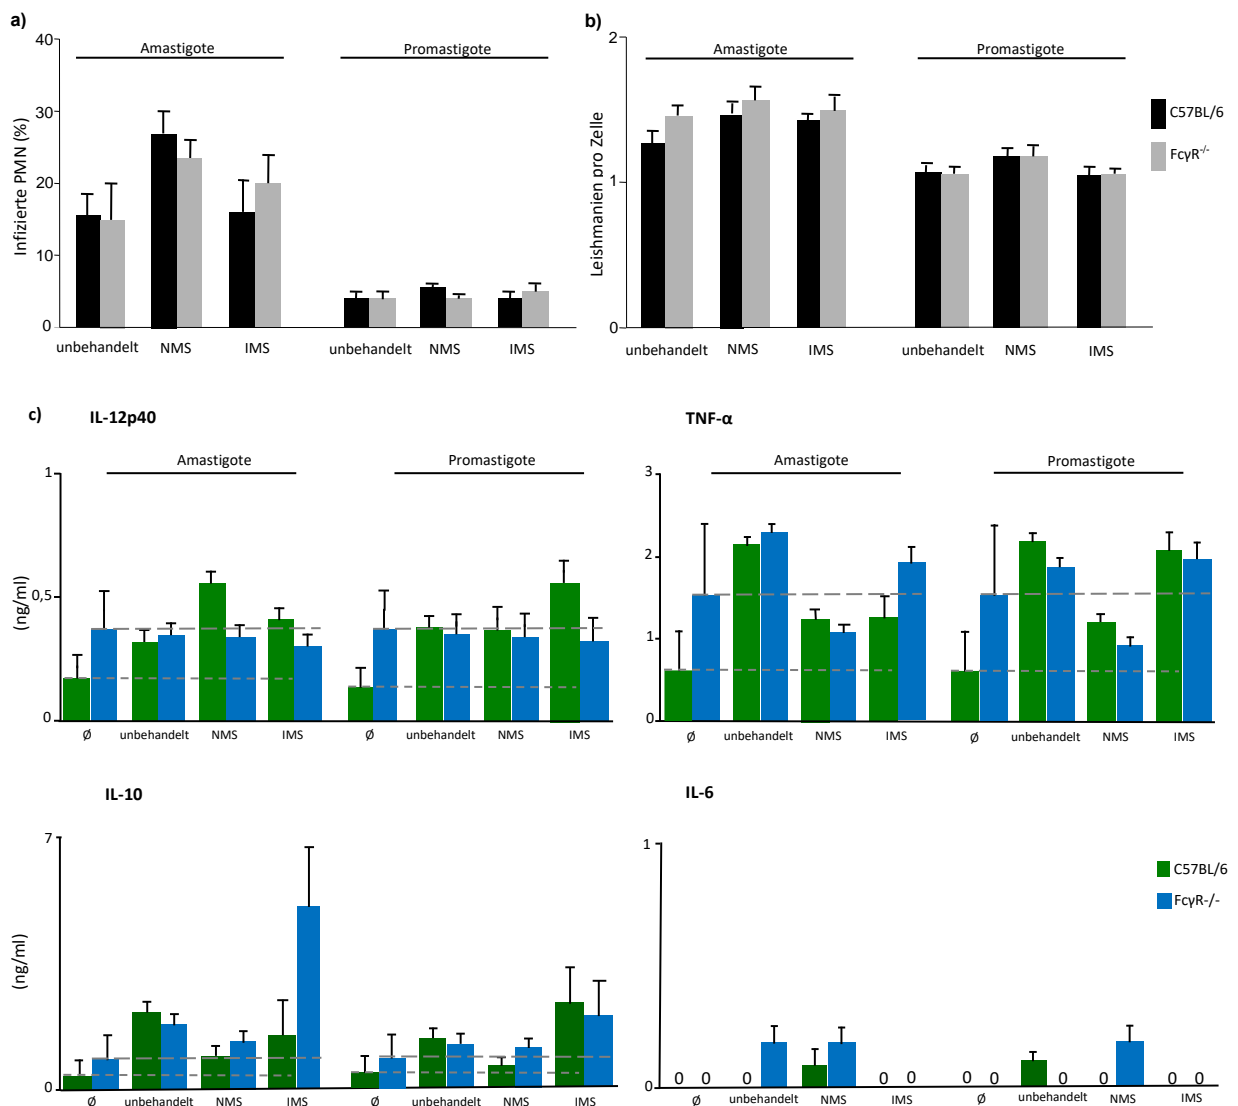 a)
Amastigote
Promastigote
Infizierte PMN (%)
40
30
20
10
0
unbehandelt NMS IMS unbehandelt NMS IMS
b)
Amastigote
Promastigote
Leishmanien pro Zelle
2
1
0
unbehandelt NMS IMS unbehandelt NMS IMS
C57BL/6
FcγR-/-
c)
IL-12p40
Amastigote
Promastigote
(ng/ml)
1
0,5
0
Ø unbehandelt NMS IMS Ø unbehandelt NMS IMS
TNF-α
Amastigote
Promastigote
3
2
1
0
Ø unbehandelt NMS IMS Ø unbehandelt NMS IMS
IL-10
(ng/ml)
7
0
Ø unbehandelt NMS IMS Ø unbehandelt NMS IMS
IL-6
1
0
0 0 0 0 0 0 0 0 0 0 0
Ø unbehandelt NMS IMS Ø unbehandelt NMS IMS
C57BL/6
FcγR-/-